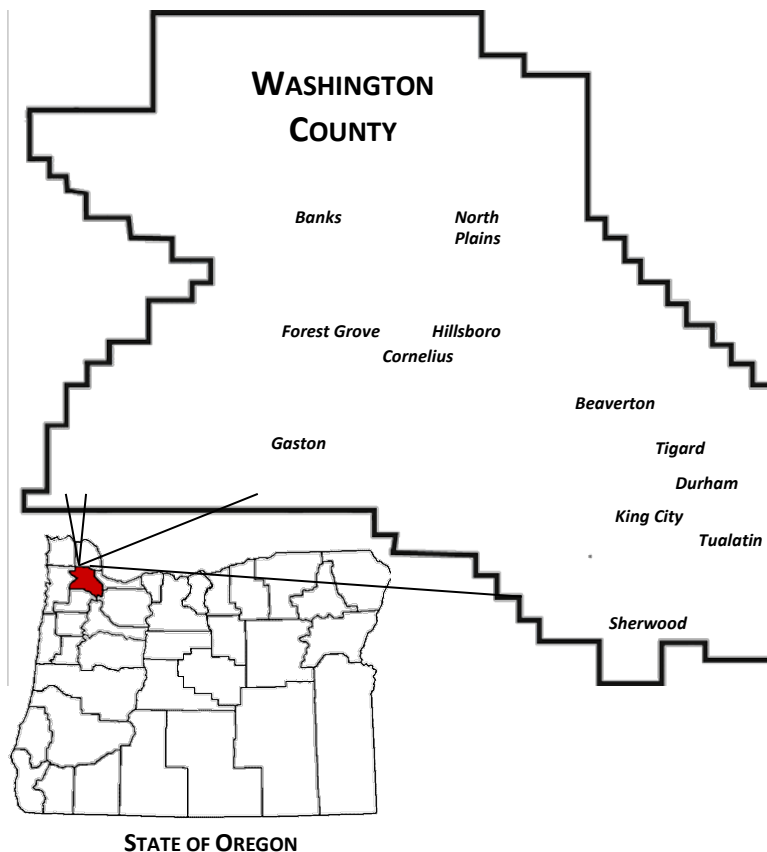 WASHINGTON
COUNTY
Banks
North
Plains
Forest Grove
Hillsboro
Cornelius
Beaverton
Gaston
Tigard
Durham
King City
Tualatin
Sherwood
STATE OF OREGON